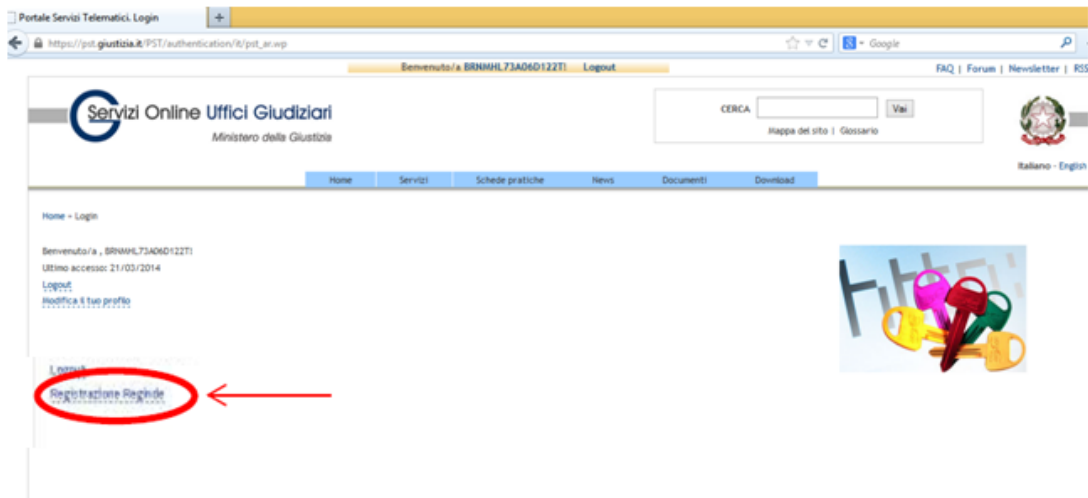 Portale Servizi Telematici. Login
https://pst.giustizia.it/PST/authentication/it/pst_ar.wp
Google
Benvenuto/a BRNMHL73A06D122T! Logout
FAQ | Forum | Newsletter | RSS
Servizi Online Uffici Giudiziari
Ministero della Giustizia
CERCA Vai
Mappa del sito | Glossario
Italiano - English
Home Servizi Schede pratiche News Documenti Download
Home » Login
Benvenuto/a , BRNMHL73A06D122T!
Ultimo accesso: 21/03/2014
Logout
Modifica il tuo profilo
Logout
Registrazione Reginde